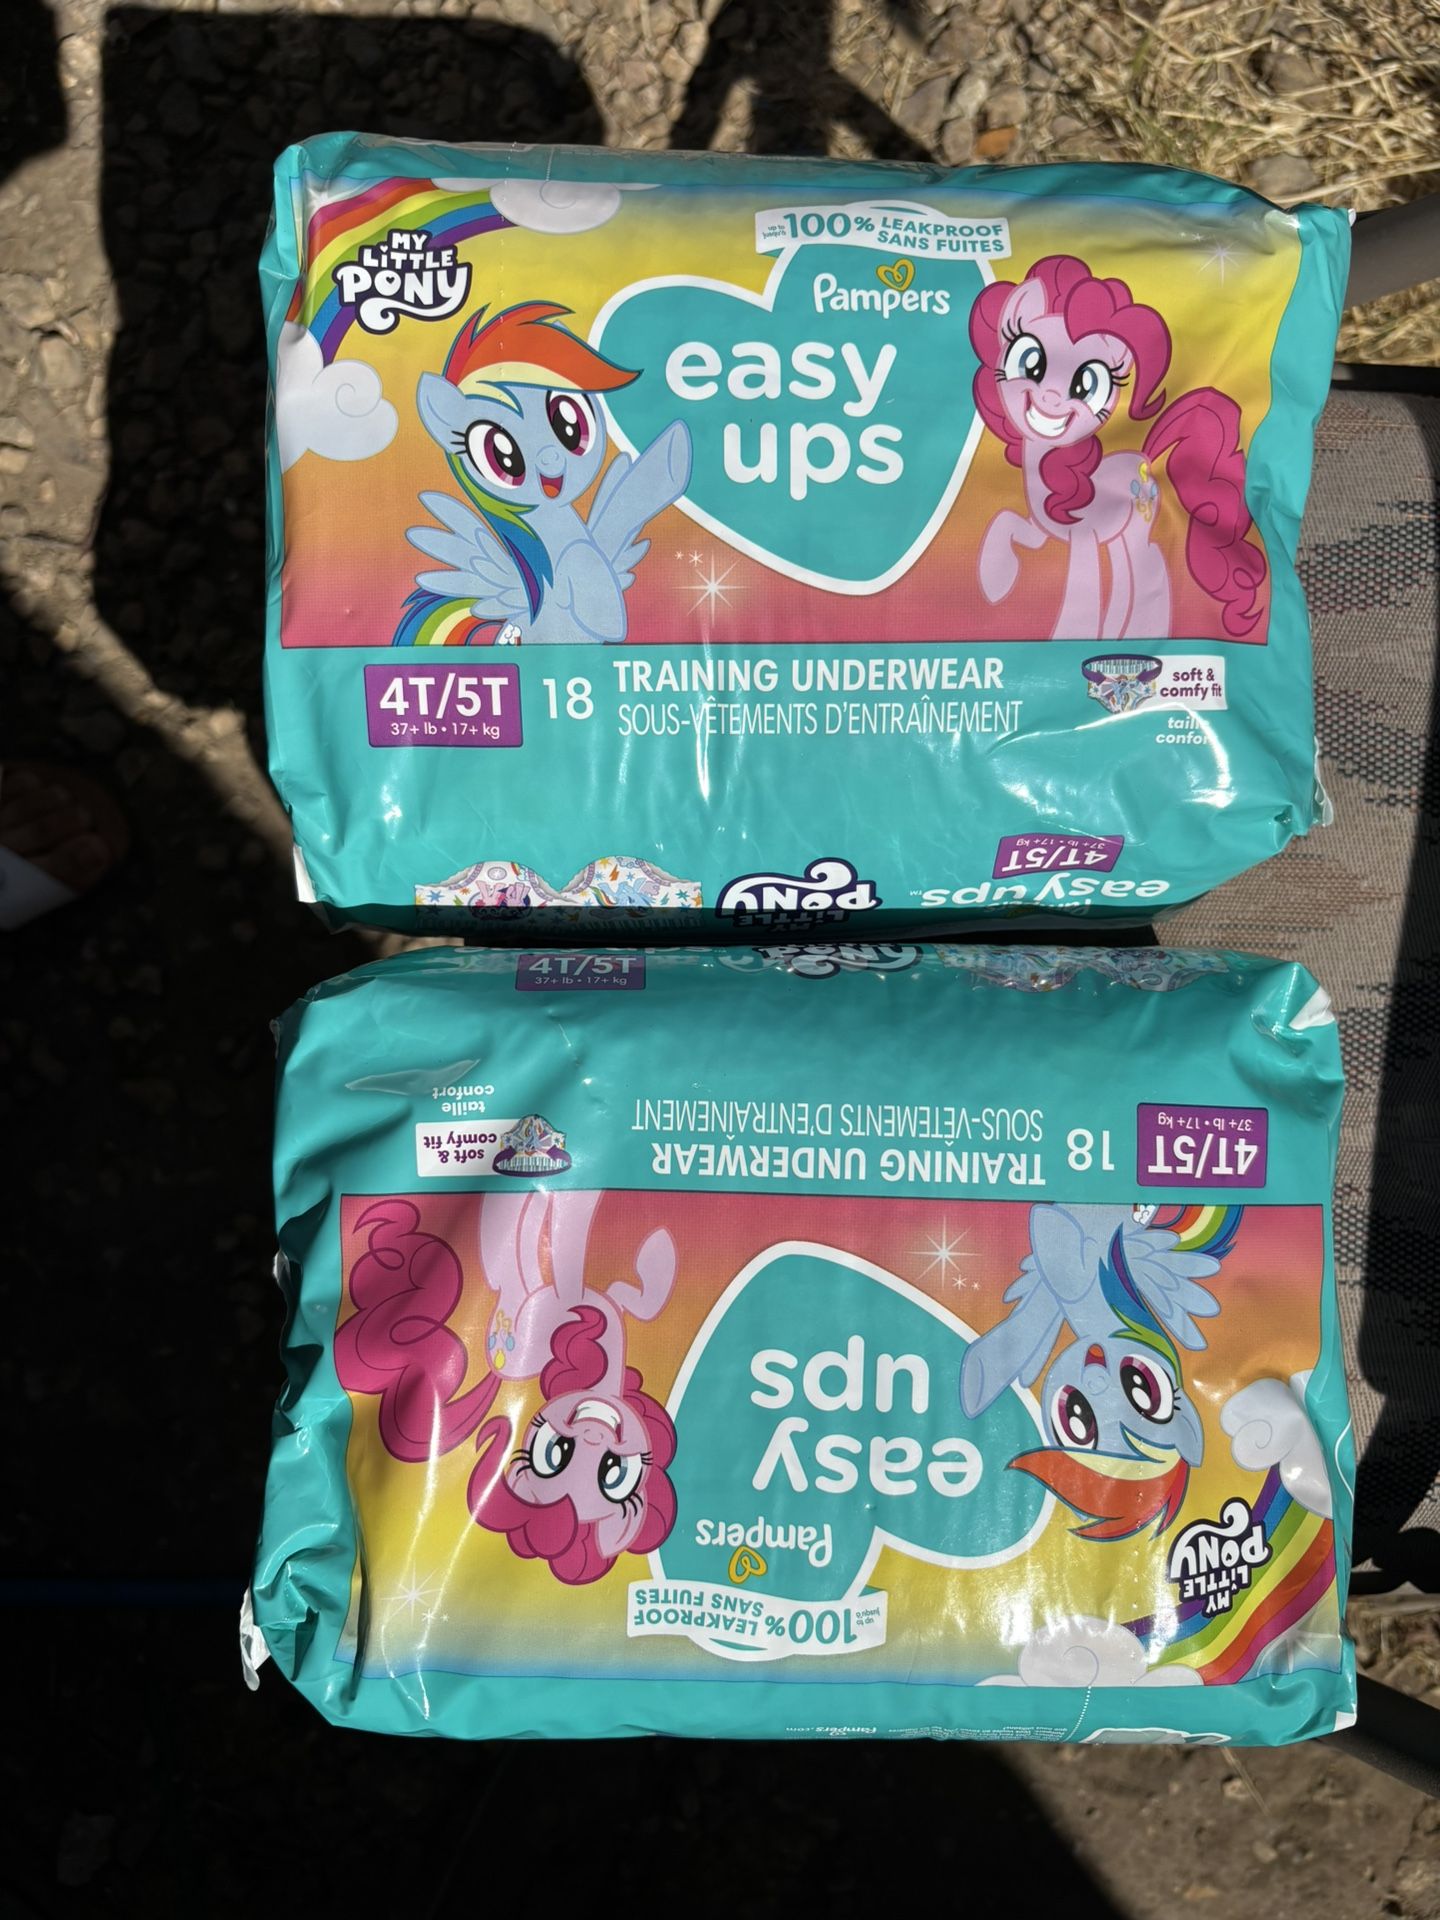 MY
LiTTLE
PONY
up to
jusqu'à
100% LEAKPROOF
SANS FUITES
Pampers
easy
ups
4T/5T
37+ lb • 17+ kg
18
TRAINING UNDERWEAR
SOUS-VÊTEMENTS D'ENTRAÎNEMENT
soft &
comfy fit
taille
confor
4T/5T
37+ lb • 17+ kg
easy ups™
MY
LiTTLE
PONY
4T/5T
37+ lb • 17+ kg
PONY
MY
LiTTLE
PONY
up to
jusqu'à
100% LEAKPROOF
SANS FUITES
Pampers
easy
ups
4T/5T
37+ lb • 17+ kg
18
TRAINING UNDERWEAR
SOUS-VÊTEMENTS D'ENTRAÎNEMENT
soft &
comfy fit
taille
confort
Pampers.com